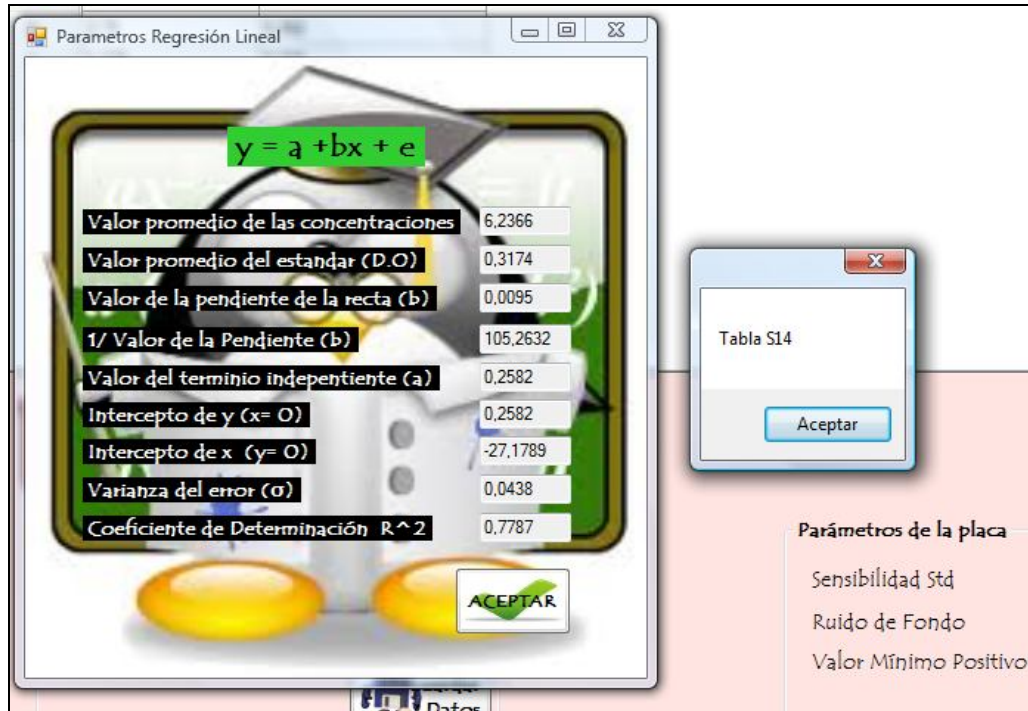 Parametros Regresión Lineal
y = a +bx + e
Valor promedio de las concentraciones 6,2366
Valor promedio del estandar (D.O) 0,3174
Valor de la pendiente de la recta (b) 0,0095
1/ Valor de la Pendiente (b) 105,2632
Valor del terminio indepentiente (a) 0,2582
Intercepto de y (x= 0) 0,2582
Intercepto de x (y= 0) -27,1789
Varianza del error (σ) 0,0438
Coeficiente de Determinación R^2 0,7787
ACEPTAR
Tabla S14
Aceptar
Parámetros de la placa
Sensibilidad Std
Ruido de Fondo
Valor Mínimo Positivo
Datos